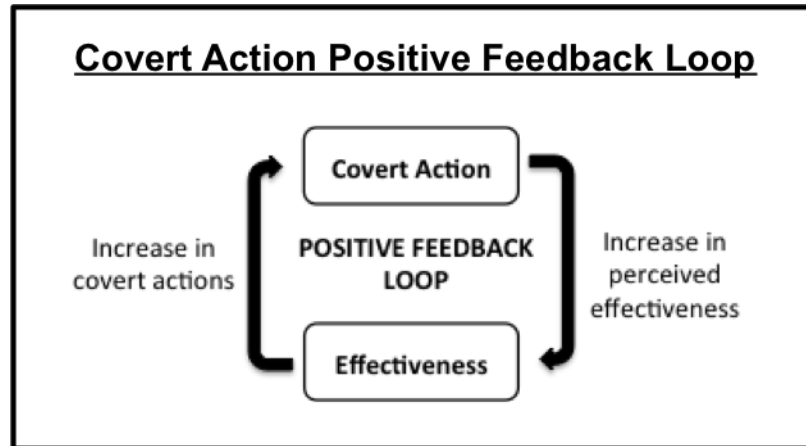 Covert Action Positive Feedback Loop
Covert Action
Increase in
covert actions
POSITIVE FEEDBACK
LOOP
Increase in
perceived
effectiveness
Effectiveness